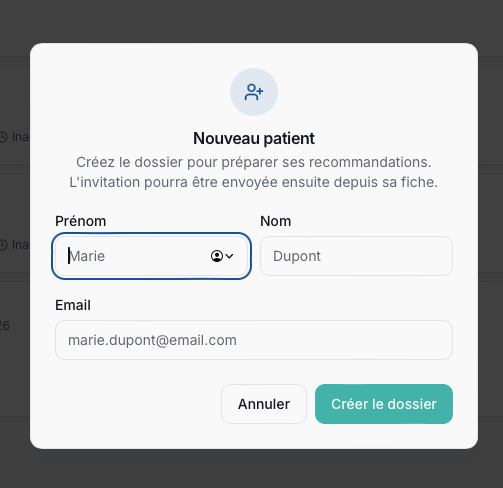 Nouveau patient
Créez le dossier pour préparer ses recommandations.
L'invitation pourra être envoyée ensuite depuis sa fiche.
Prénom Nom
Marie Dupont
Email
marie.dupont@email.com
Annuler Créer le dossier
Ina
Ina
26